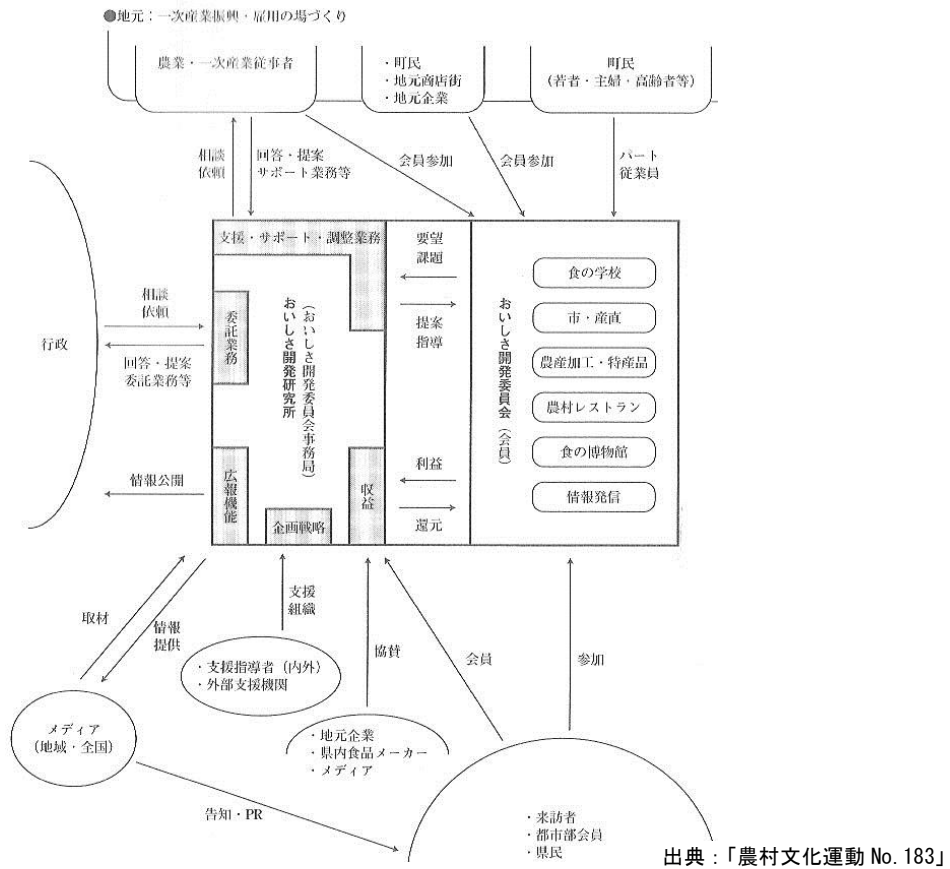 ●地元：一次産業振興・雇用の場づくり
農業・一次産業従事者
・町民
・地元商店街
・地元企業
町民
(若者・主婦・高齢者等)
相談
依頼
回答・提案
サポート業務等
会員参加
会員参加
パート
従業員
支援・サポート・調整業務
要望
課題
提案
指導
行政
相談
依頼
回答・提案
委託業務等
情報公開
委託業務
おいしさ開発研究所
(おいしさ開発委員会事務局)
広報機能
企画戦略
収益
利益
還元
おいしさ開発委員会 (会員)
食の学校
市・産直
農産加工・特産品
農村レストラン
食の博物館
情報発信
取材
情報
提供
支援
組織
・支援指導者（内外）
・外部支援機関
協賛
会員
参加
メディア
(地域・全国)
・地元企業
・県内食品メーカー
・メディア
告知・PR
・来訪者
・都市部会員
・県民
出典：「農村文化運動 No.183」